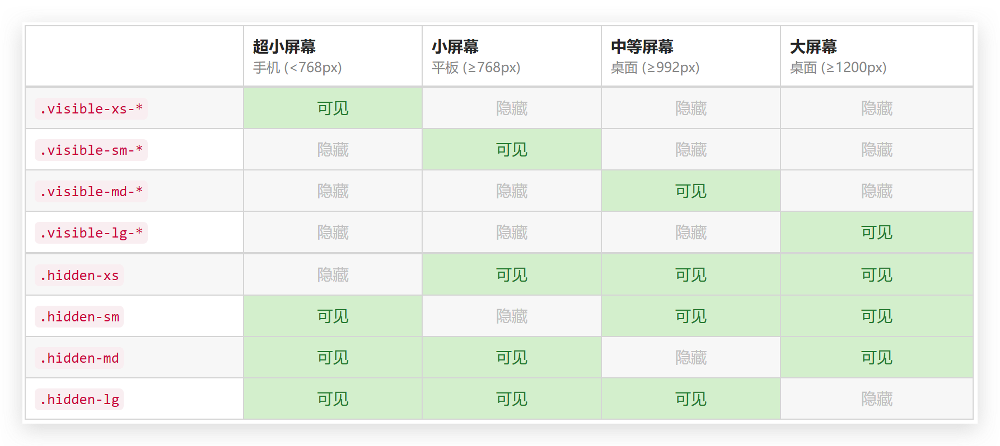 超小屏幕 小屏幕 中等屏幕 大屏幕
手机 (<768px) 平板 (≥768px) 桌面 (≥992px) 桌面 (≥1200px)
.visible-xs-* 可见 隐藏 隐藏 隐藏
.visible-sm-* 隐藏 可见 隐藏 隐藏
.visible-md-* 隐藏 隐藏 可见 隐藏
.visible-lg-* 隐藏 隐藏 隐藏 可见
.hidden-xs 隐藏 可见 可见 可见
.hidden-sm 可见 隐藏 可见 可见
.hidden-md 可见 可见 隐藏 可见
.hidden-lg 可见 可见 可见 隐藏